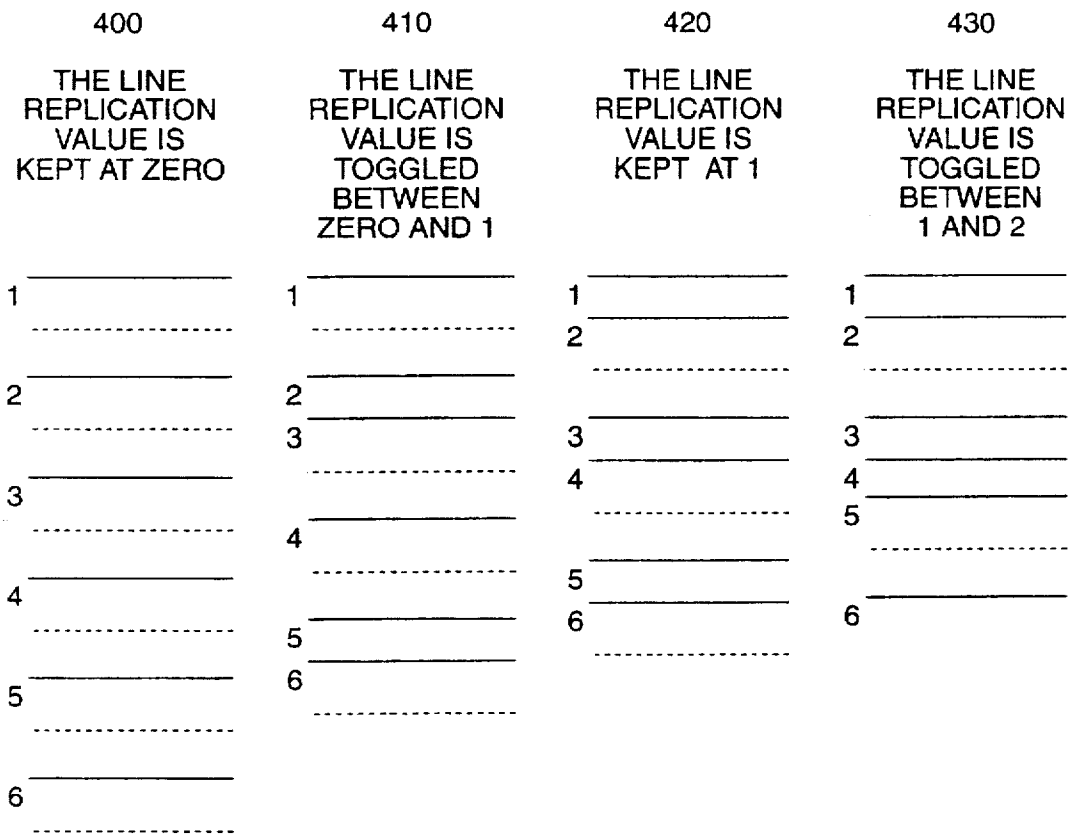 400
THE LINE
REPLICATION
VALUE IS
KEPT AT ZERO
1
2
3
4
5
6
410
THE LINE
REPLICATION
VALUE IS
TOGGLED
BETWEEN
ZERO AND 1
1
2
3
4
5
6
420
THE LINE
REPLICATION
VALUE IS
KEPT AT 1
1
2
3
4
5
6
430
THE LINE
REPLICATION
VALUE IS
TOGGLED
BETWEEN
1 AND 2
1
2
3
4
5
6